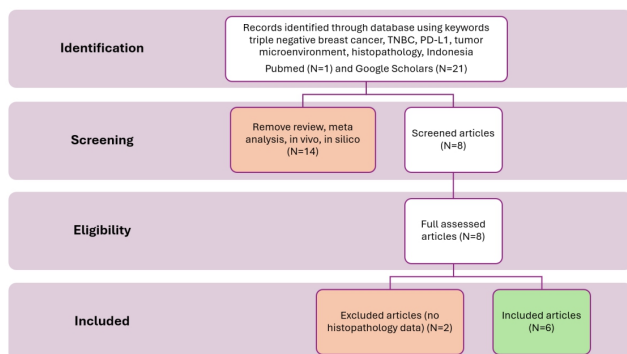 Identification
Records identified through database using keywords
triple negative breast cancer, TNBC, PD-L1, tumor
microenvironment, histopathology, Indonesia
Pubmed (N=1) and Google Scholars (N=21)
Screening
Remove review, meta
analysis, in vivo, in silico
(N=14)
Screened articles
(N=8)
Eligibility
Full assessed
articles (N=8)
Included
Excluded articles (no
histopathology data) (N=2)
Included articles
(N=6)